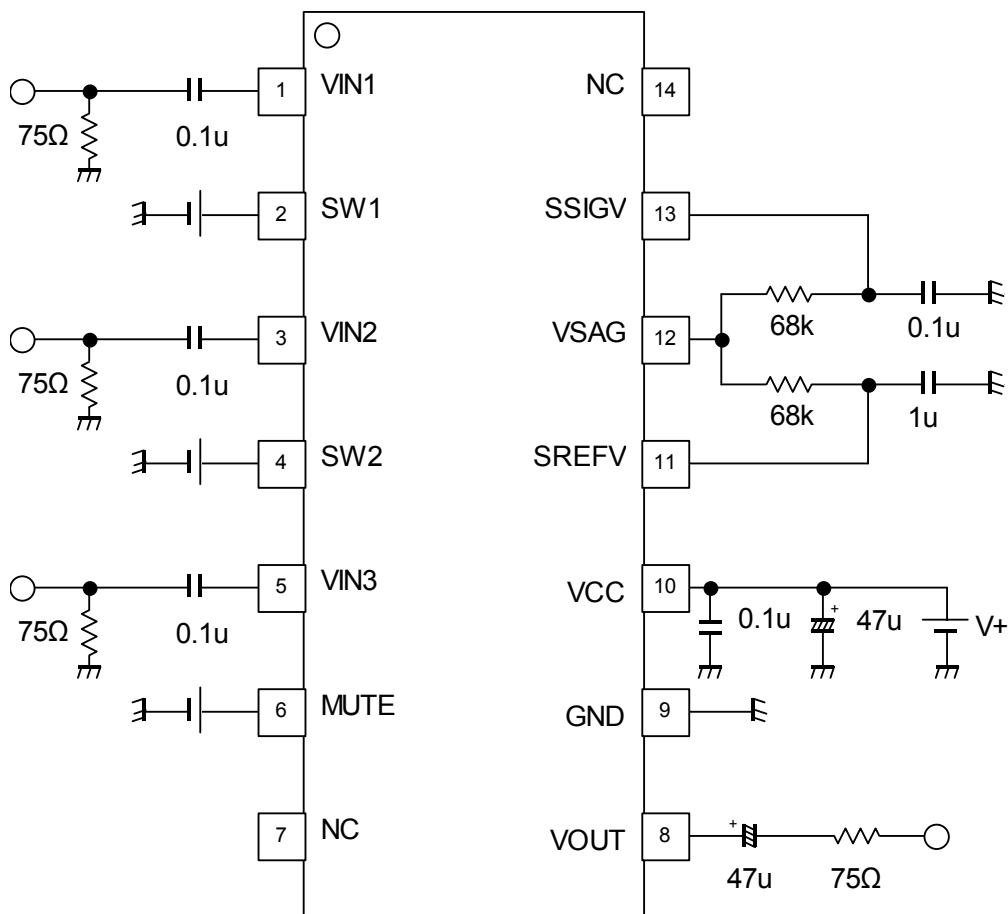 1 VIN1 NC 14
75Ω 0.1u
2 SW1 SSIGV 13
68k 0.1u
3 VIN2 VSAG 12
75Ω 0.1u
68k 1u
4 SW2 SREFV 11
5 VIN3 VCC 10
75Ω 0.1u
0.1u + 47u V+
6 MUTE GND 9
7 NC VOUT 8
+
47u 75Ω